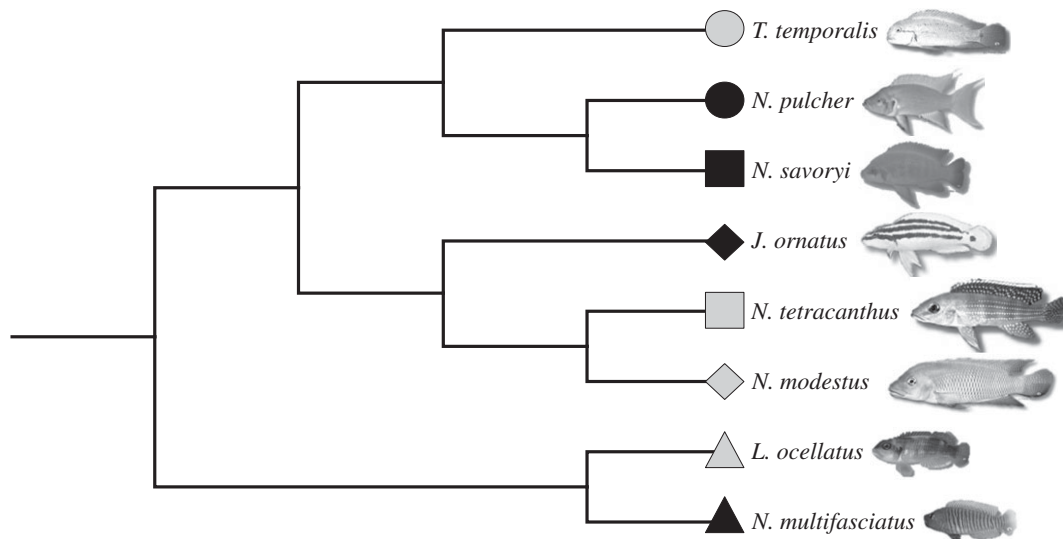 T. temporalis
N. pulcher
N. savoryi
J. ornatus
N. tetracanthus
N. modestus
L. ocellatus
N. multifasciatus